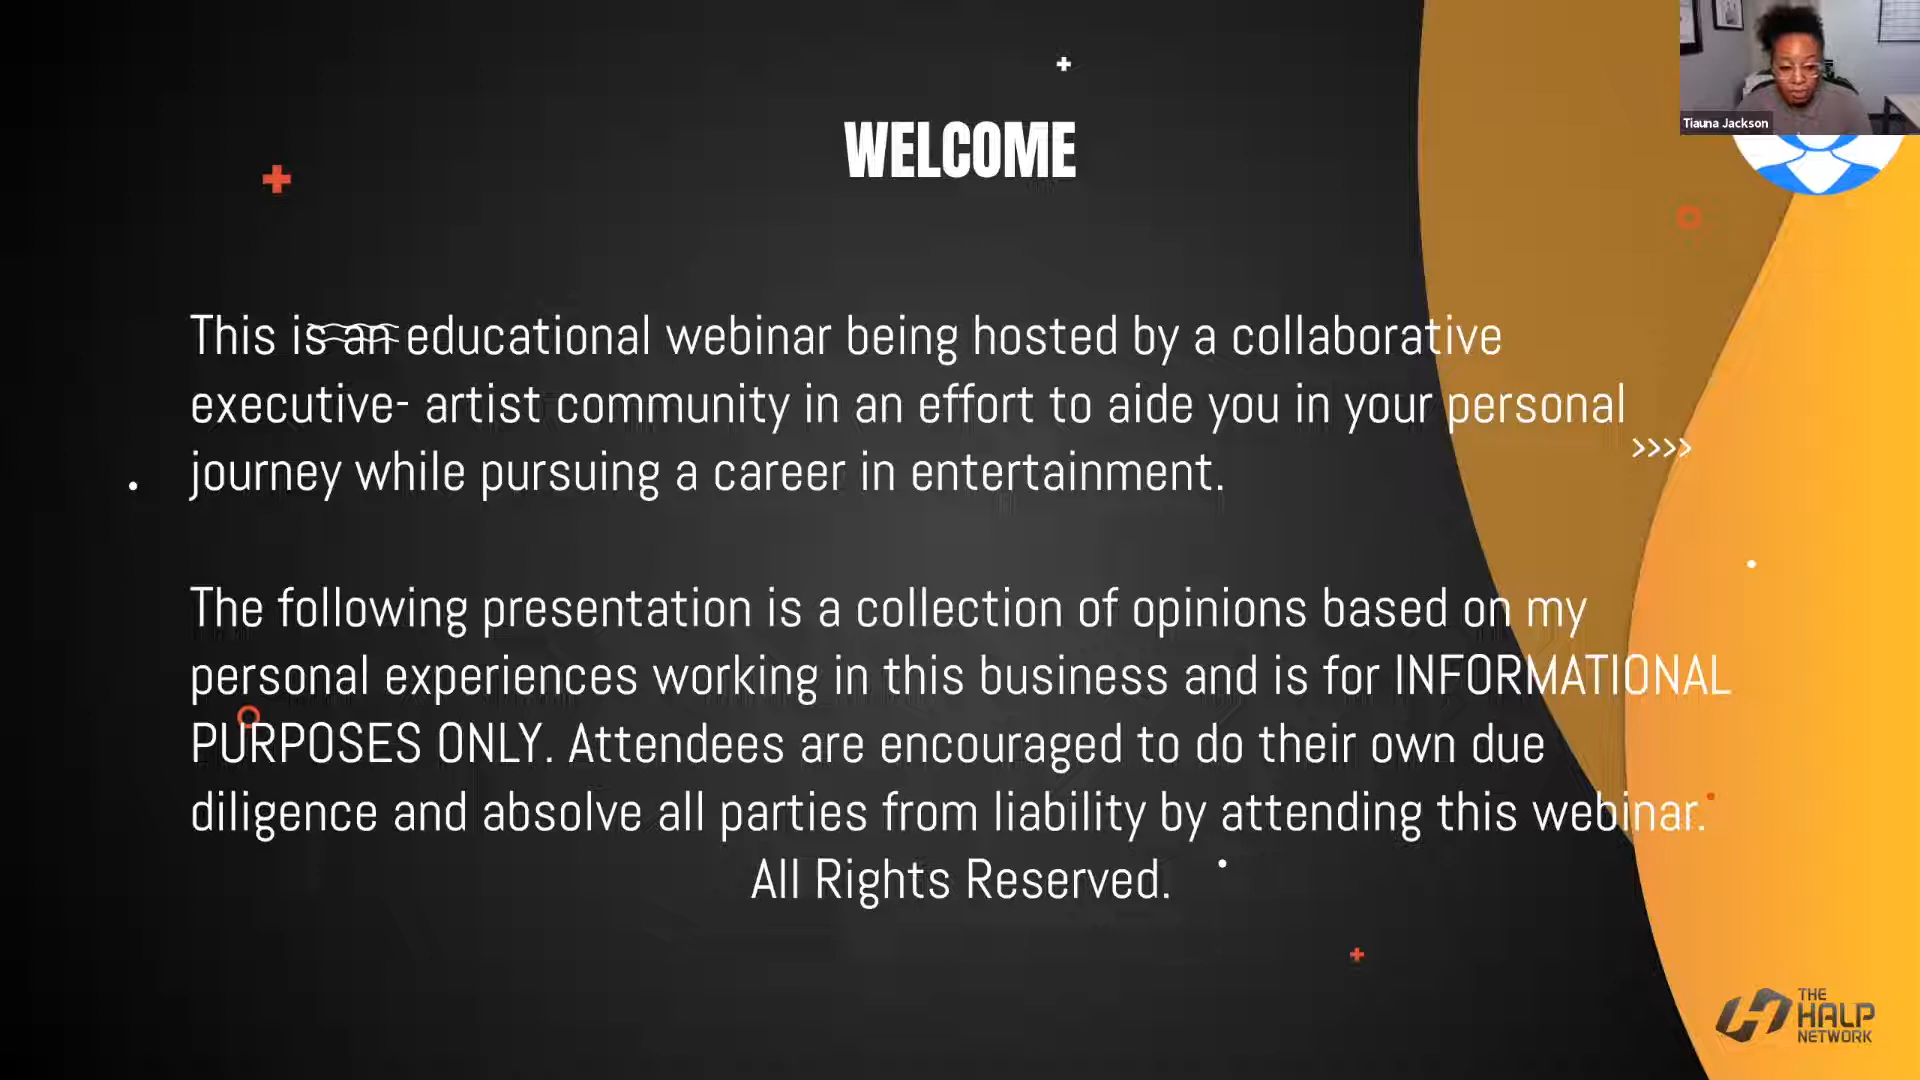 WELCOME
Tiauna Jackson
This is an educational webinar being hosted by a collaborative
executive- artist community in an effort to aide you in your personal
journey while pursuing a career in entertainment.
>>>>
The following presentation is a collection of opinions based on my
personal experiences working in this business and is for INFORMATIONAL
PURPOSES ONLY. Attendees are encouraged to do their own due
diligence and absolve all parties from liability by attending this webinar.
All Rights Reserved.
THE
HALP
NETWORK